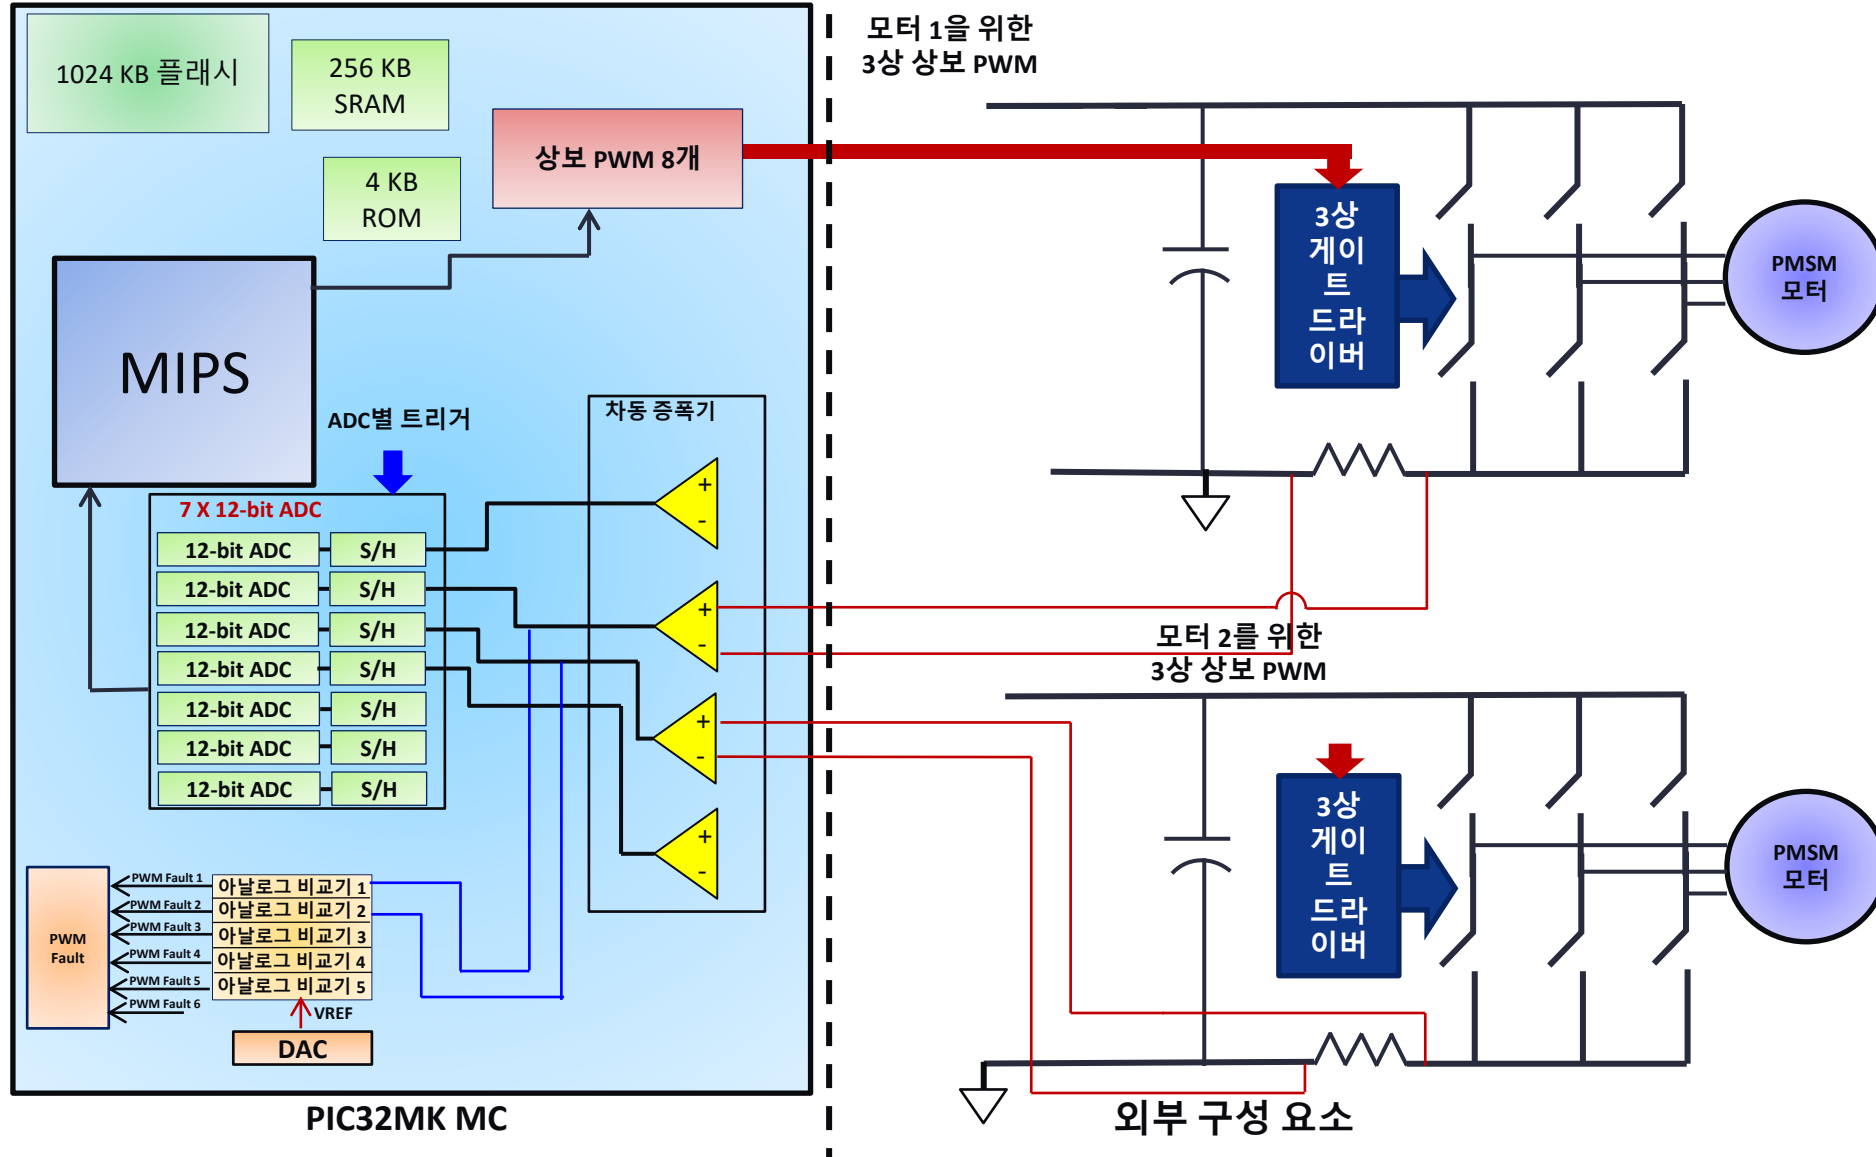 모터 1을 위한
3상 상보 PWM
1024 KB 플래시
256 KB
SRAM
상보 PWM 8개
4 KB
ROM
3상
게이
트
드라
이버
PMSM
모터
MIPS
ADC별 트리거
차동 증폭기
+
-
7 X 12-bit ADC
12-bit ADC
S/H
12-bit ADC
S/H
12-bit ADC
S/H
12-bit ADC
S/H
12-bit ADC
S/H
12-bit ADC
S/H
12-bit ADC
S/H
+
-
+
-
+
-
모터 2를 위한
3상 상보 PWM
3상
게이
트
드라
이버
PMSM
모터
PWM
Fault
PWM Fault 1
PWM Fault 2
PWM Fault 3
PWM Fault 4
PWM Fault 5
PWM Fault 6
아날로그 비교기 1
아날로그 비교기 2
아날로그 비교기 3
아날로그 비교기 4
아날로그 비교기 5
VREF
DAC
PIC32MK MC
외부 구성 요소